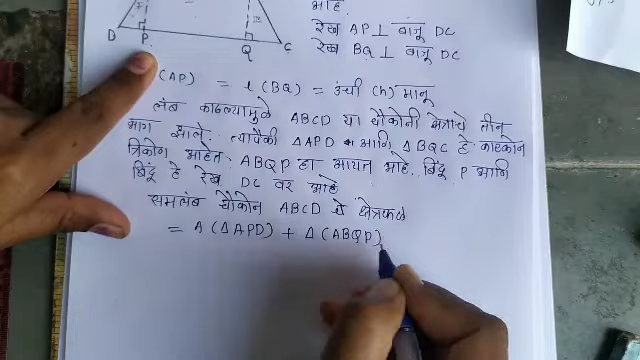 आहे.
रेख AP ⊥ बाजू DC
रेख BQ ⊥ बाजू DC
D P Q C
(AP) = l (BQ) = उंची (h) मानू
लंब काढल्यामुळे ABCD या चौकोनी क्षेत्राचे तीन
भाग झाले. त्यापैकी Δ APD आणि Δ BQC हे काटकोन
त्रिकोण आहेत. ABQP हा आयत आहे. बिंदू P आणि
बिंदू हे रेख DC वर आहे
समलंब चौकोन ABCD चे क्षेत्रफळ
= A (Δ APD) + Δ (ABQP)